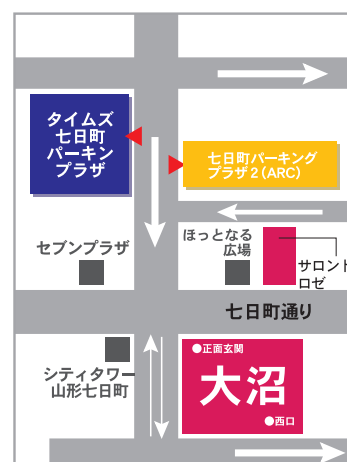 タイムズ
七日町
パーキン
プラザ
七日町パーキング
プラザ2(ARC)
セブンプラザ
ほっとなる
広場
サロンド
ロゼ
七日町通り
シティタワー
山形七日町
●正面玄関
大沼
●西口